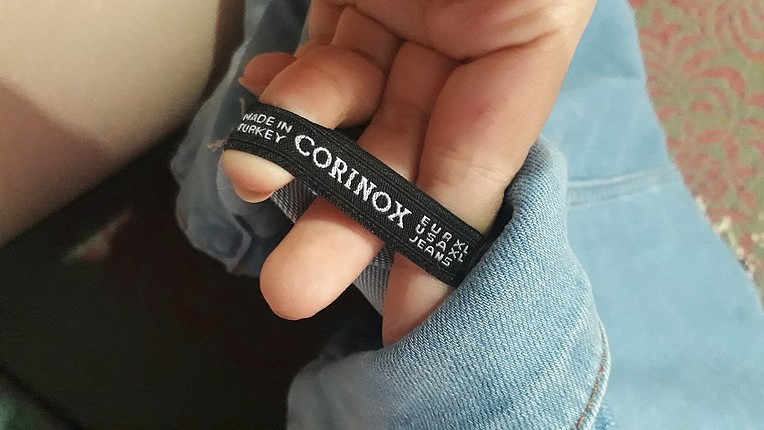 MADE IN
TURKEY
CORINOX
EUR XL
USA XL
JEANS